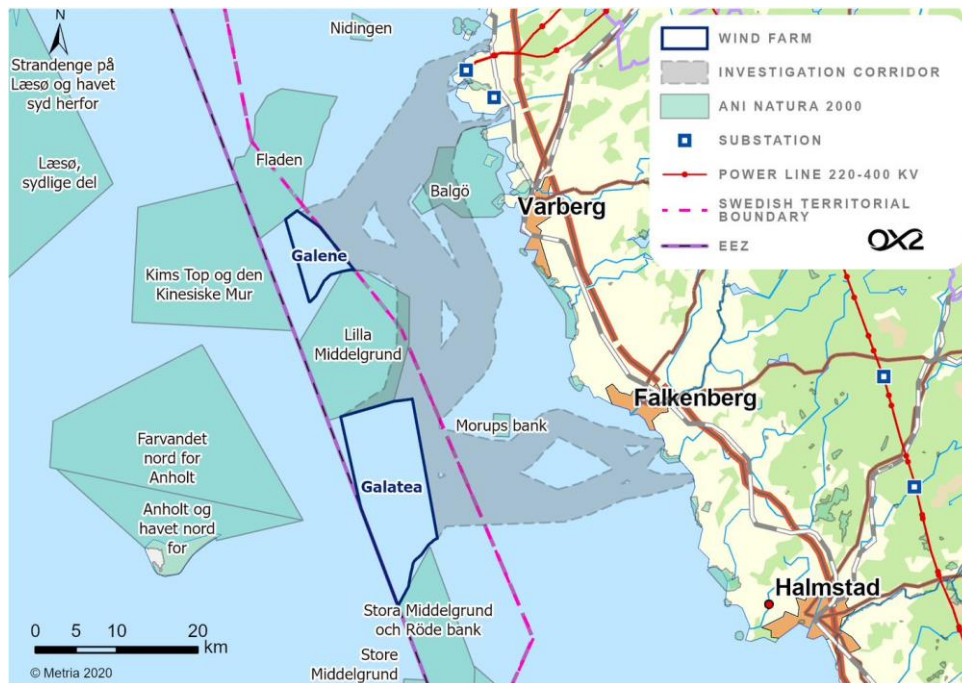 N
Strandenge på
Læsø og havet
syd herfor
Nidingen
WIND FARM
INVESTIGATION CORRIDOR
ANI NATURA 2000
SUBSTATION
POWER LINE 220-400 KV
SWEDISH TERRITORIAL
BOUNDARY
EEZ
OX2
Læsø,
sydlige del
Fladen
Balgö
Varberg
Galene
Kims Top og den
Kinesiske Mur
Lilla
Middelgrund
Falkenberg
Morups bank
Farvandet
nord for
Anholt
Galatea
Anholt og
havet nord
for
Halmstad
Stora Middelgrund
och Röde bank
Store
Middelgrund
0 5 10 20
km
© Metria 2020